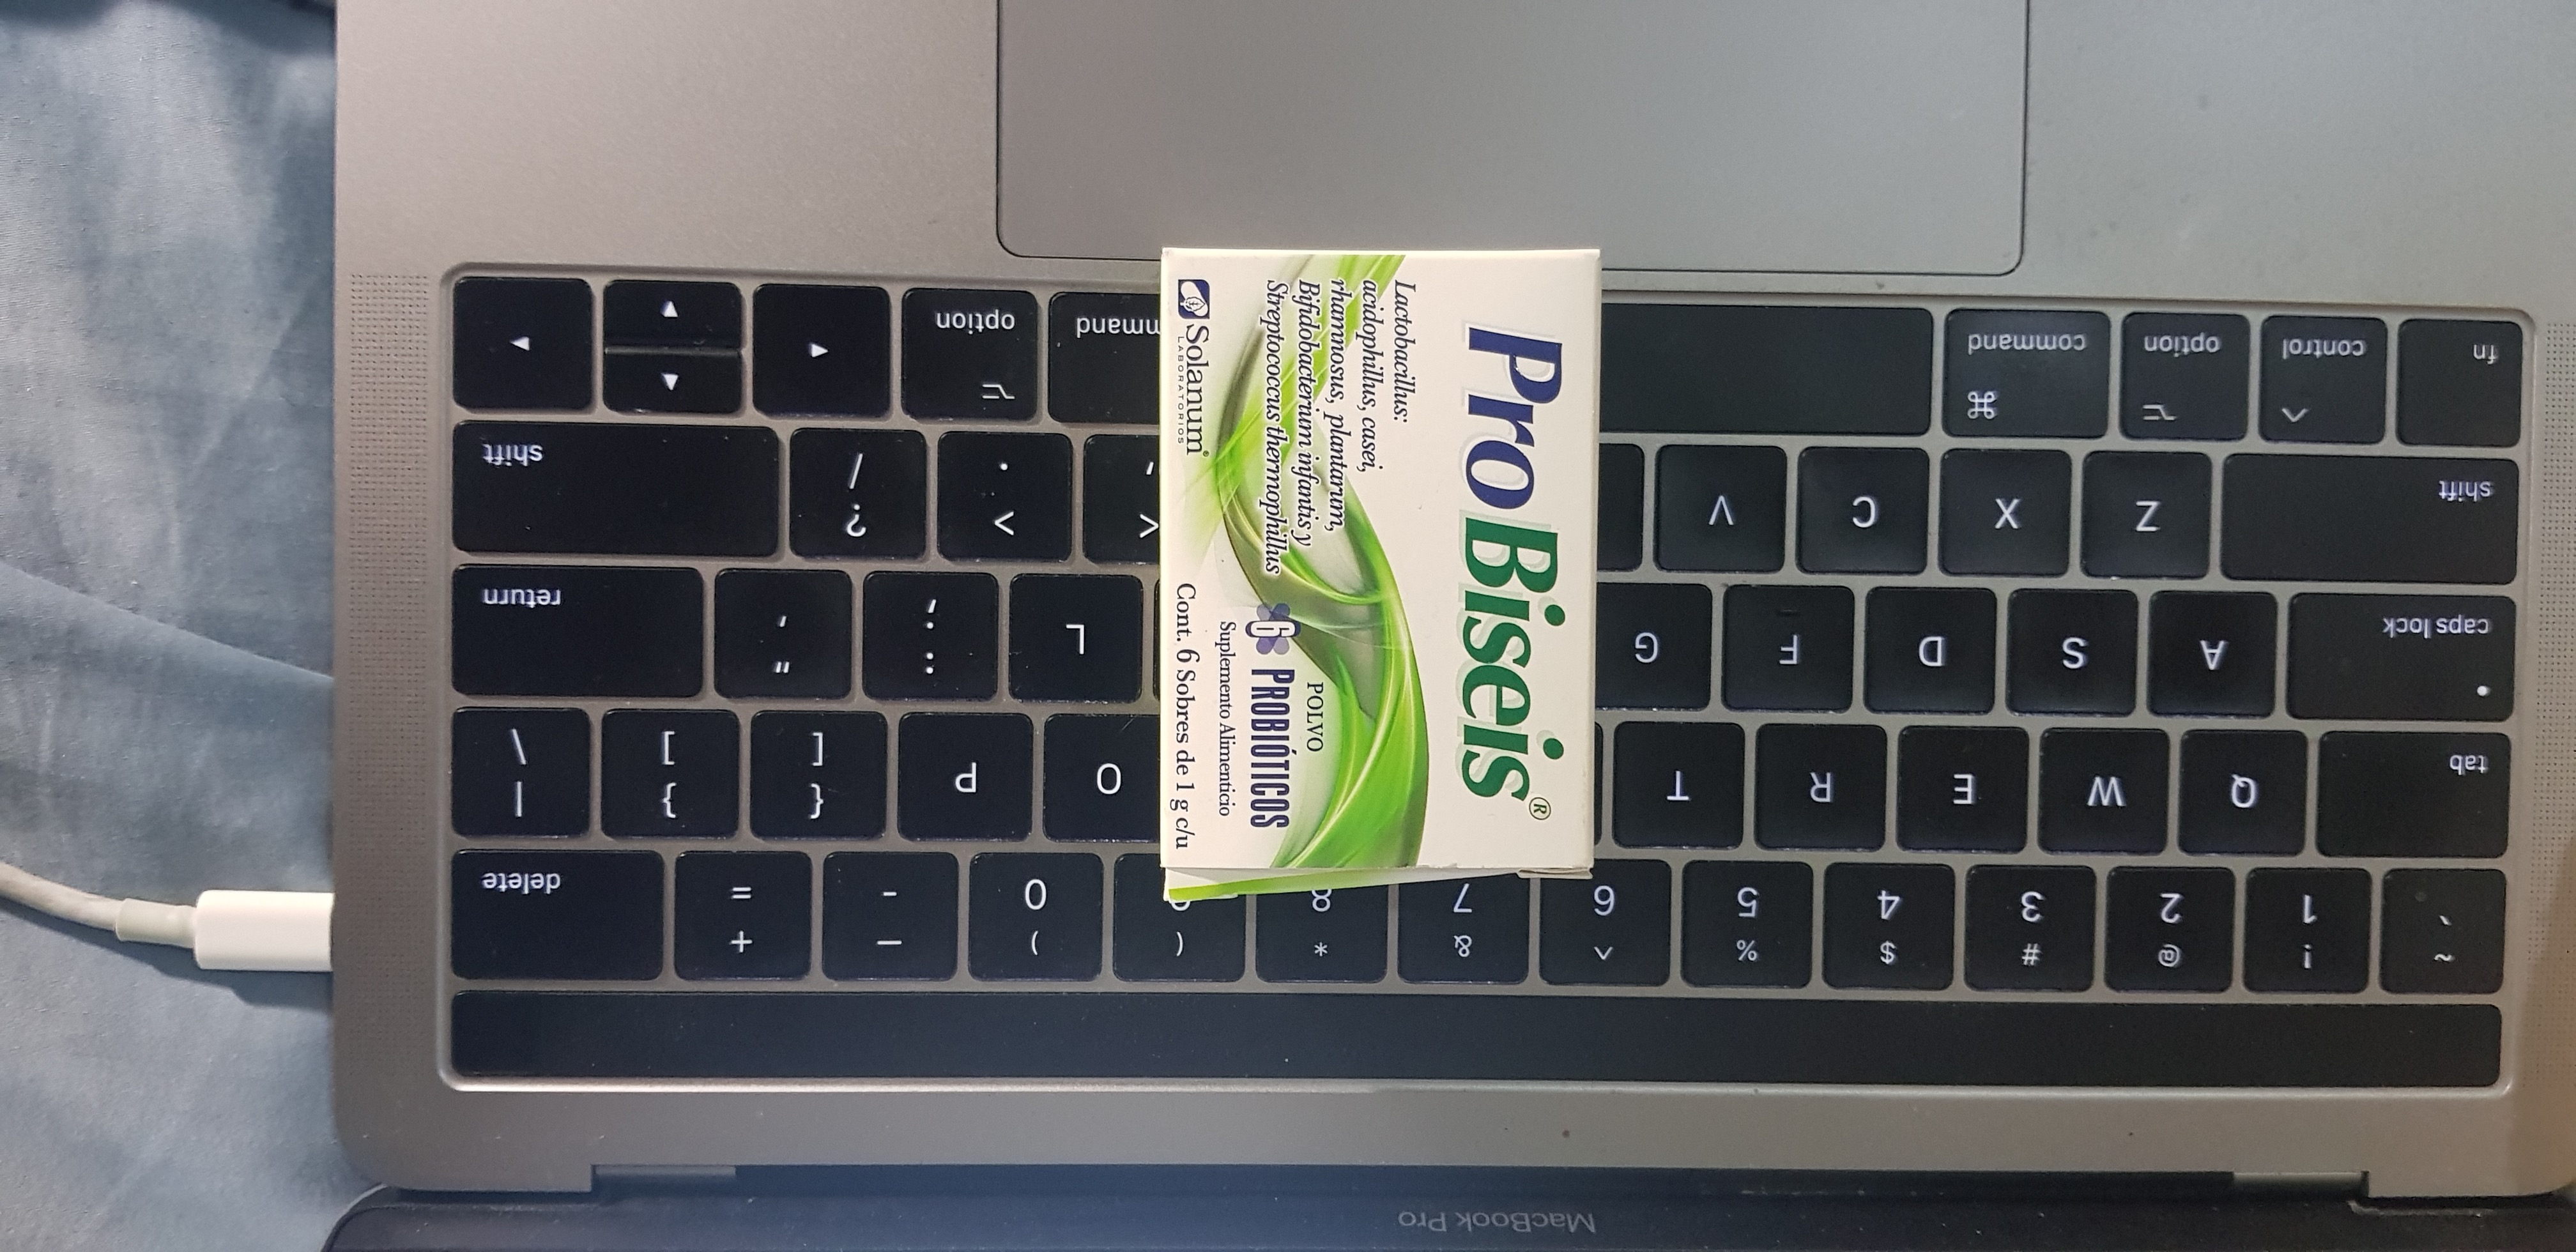 MacBook Pro
~
`
!
1
@
2
#
3
$
4
%
5
^
6
&
7
*
8
(
)
0
_
-
+
=
delete
tab
Q
W
E
R
T
O
P
{
[
}
]
|
\
caps lock
A
S
D
F
G
L
:
;
"
'
return
shift
Z
X
C
V
<
,
>
.
?
/
shift
fn
^
control
⌥
option
⌘
command
⌥
option
◀
▲
▼
▶
ProBiseis®
Lactobacillus:
acidophillus, casei,
rhamnosus, plantarum,
Bifidobacterium infantis y
Streptococcus thermophillus
POLVO
6 PROBIÓTICOS
Suplemento Alimenticio
Solanum®
LABORATORIOS
Cont. 6 Sobres de 1 g c/u